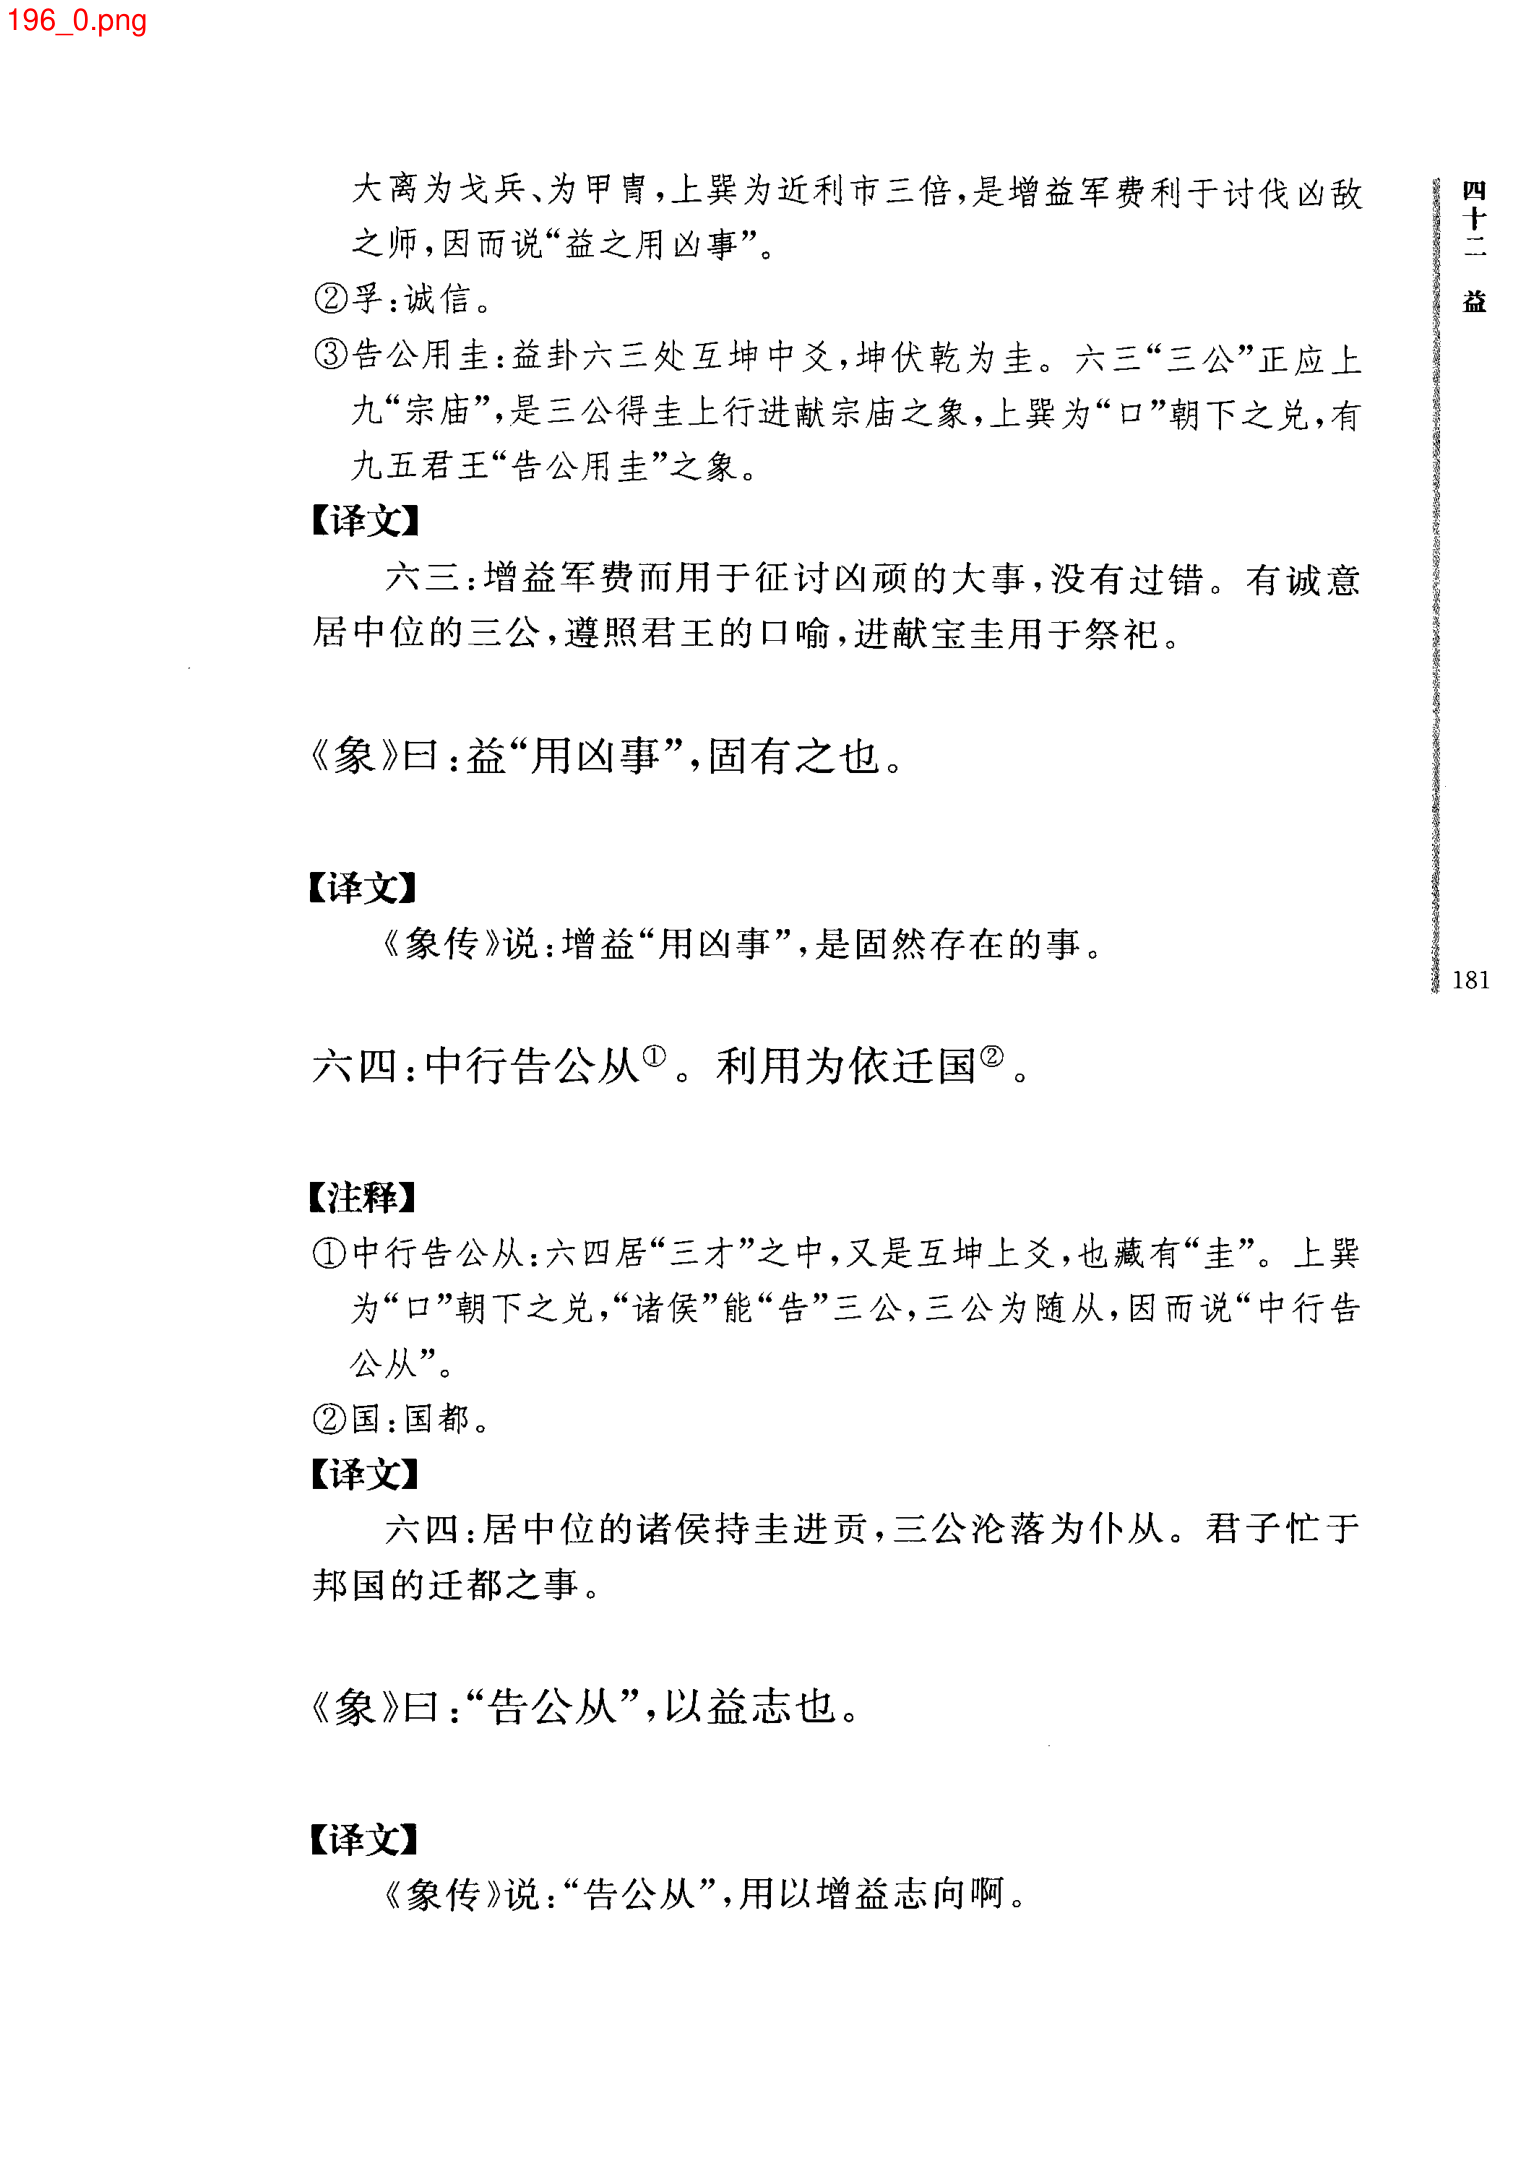 196_0.png
大离为戈兵、为甲胄,上巽为近利市三倍,是增益军费利于讨伐凶敌
之师,因而说“益之用凶事”。
②孚:诚信。
③告公用圭:益卦六三处互坤中爻,坤伏乾为圭。六三“三公”正应上
九“宗庙”,是三公得圭上行进献宗庙之象,上巽为“口”朝下之兑,有
九五君王“告公用圭”之象。
【译文】
六三:增益军费而用于征讨凶顽的大事,没有过错。有诚意
居中位的三公,遵照君王的口喻,进献宝圭用于祭祀。
《象》曰:益“用凶事”,固有之也。
【译文】
《象传》说:增益“用凶事”,是固然存在的事。
六四:中行告公从①。利用为依迁国②。
【注释】
①中行告公从:六四居“三才”之中,又是互坤上爻,也藏有“圭”。上巽
为“口”朝下之兑,“诸侯”能“告”三公,三公为随从,因而说“中行告
公从”。
②国:国都。
【译文】
六四:居中位的诸侯持圭进贡,三公沦落为仆从。君子忙于
邦国的迁都之事。
《象》曰:“告公从”,以益志也。
【译文】
《象传》说:“告公从”,用以增益志向啊。
四十二 益
181